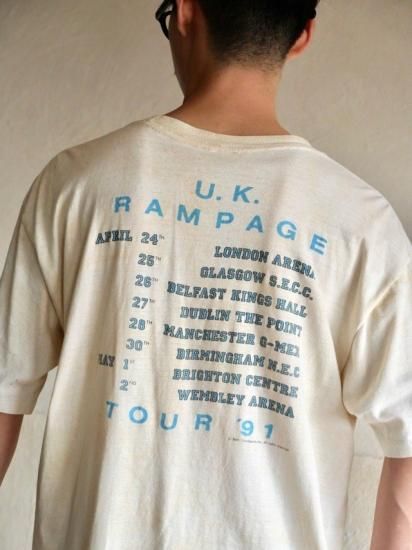 U.K.
RAMPAGE
APRIL 24TH LONDON ARENA
25TH GLASGOW S.E.C.C.
26TH BELFAST KINGS HALL
27TH DUBLIN THE POINT
28TH MANCHESTER G-MEX
30TH BIRMINGHAM N.E.C
MAY 1ST BRIGHTON CENTRE
2ND WEMBLEY ARENA
TOUR '91